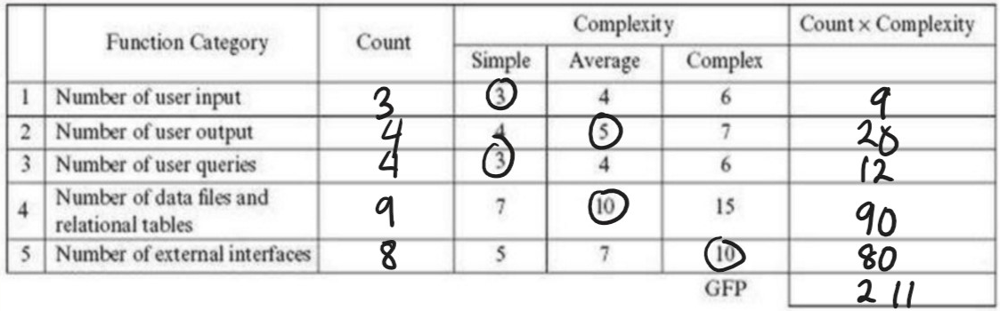 Function Category Count Complexity Count × Complexity
Simple Average Complex
1 Number of user input 3 3 4 6 9
2 Number of user output 4 4 5 7 20
3 Number of user queries 4 3 4 6 12
4 Number of data files and relational tables 9 7 10 15 90
5 Number of external interfaces 8 5 7 10 80
GFP 211